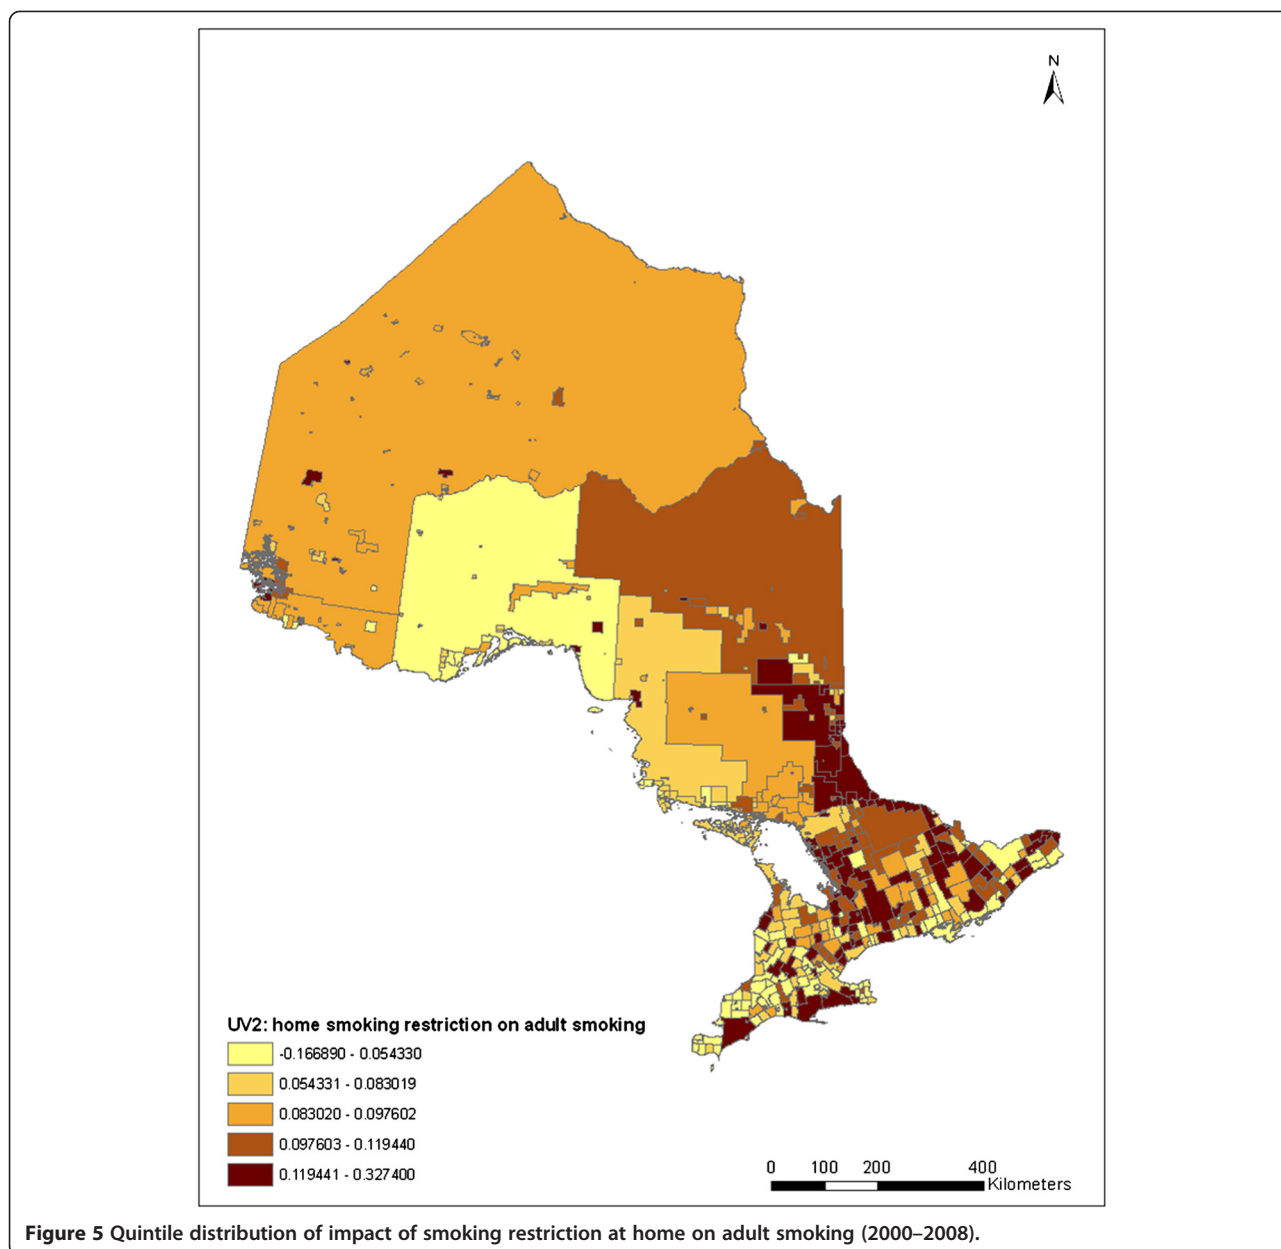 N
UV2: home smoking restriction on adult smoking
-0.166890 - 0.054330
0.054331 - 0.083019
0.083020 - 0.097602
0.097603 - 0.119440
0.119441 - 0.327400
0 100 200 400
Kilometers
Figure 5 Quintile distribution of impact of smoking restriction at home on adult smoking (2000–2008).